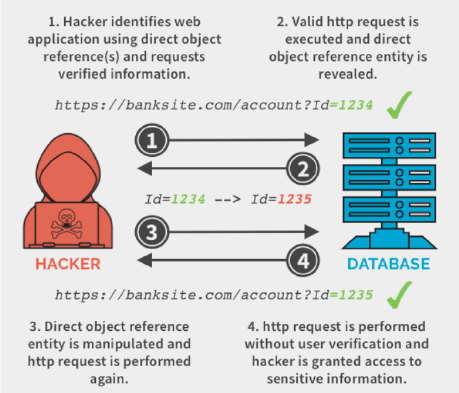 1. Hacker identifies web
application using direct object
reference(s) and requests
verified information.
2. Valid http request is
executed and direct
object reference entity is
revealed.
https://banksite.com/account?Id=1234
1
2
Id=1234 --> Id=1235
3
4
HACKER
DATABASE
https://banksite.com/account?Id=1235
3. Direct object reference
entity is manipulated and
http request is performed
again.
4. http request is performed
without user verification and
hacker is granted access to
sensitive information.